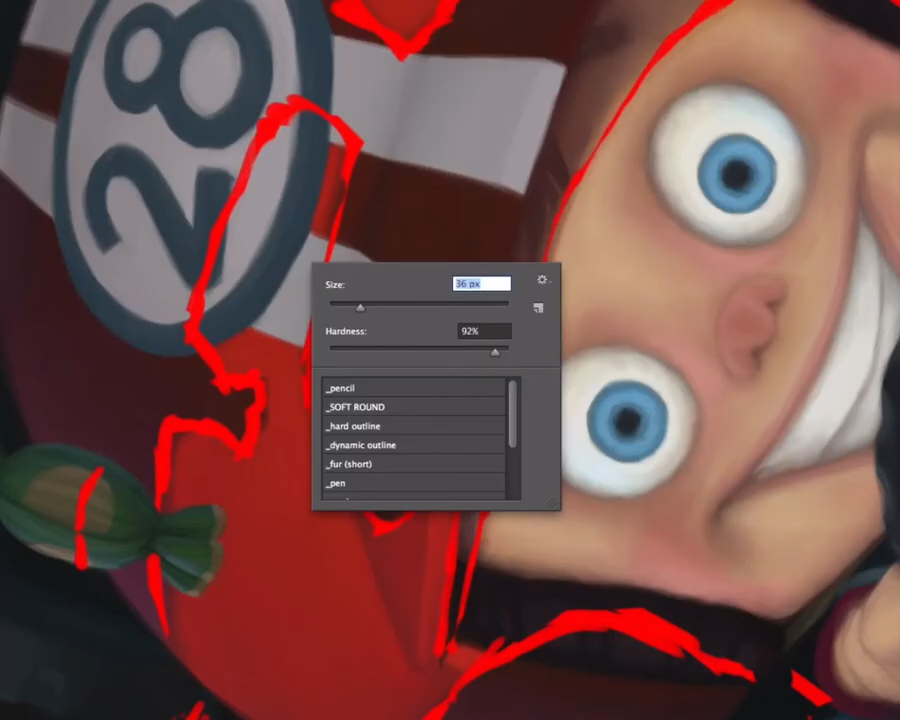 28
Size:
36 px
Hardness:
92%
_pencil
_SOFT ROUND
_hard outline
_dynamic outline
_fur (short)
_pen